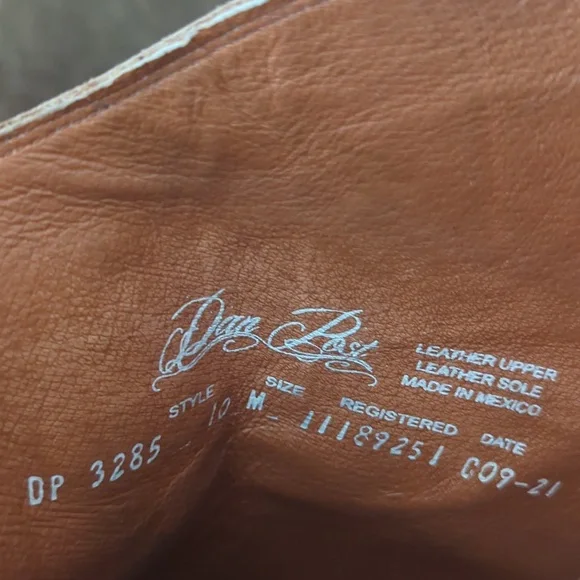 Dan Post
LEATHER UPPER
LEATHER SOLE
MADE IN MEXICO
STYLE SIZE REGISTERED DATE
DP 3285 - 10 M - 11189251 C09-21